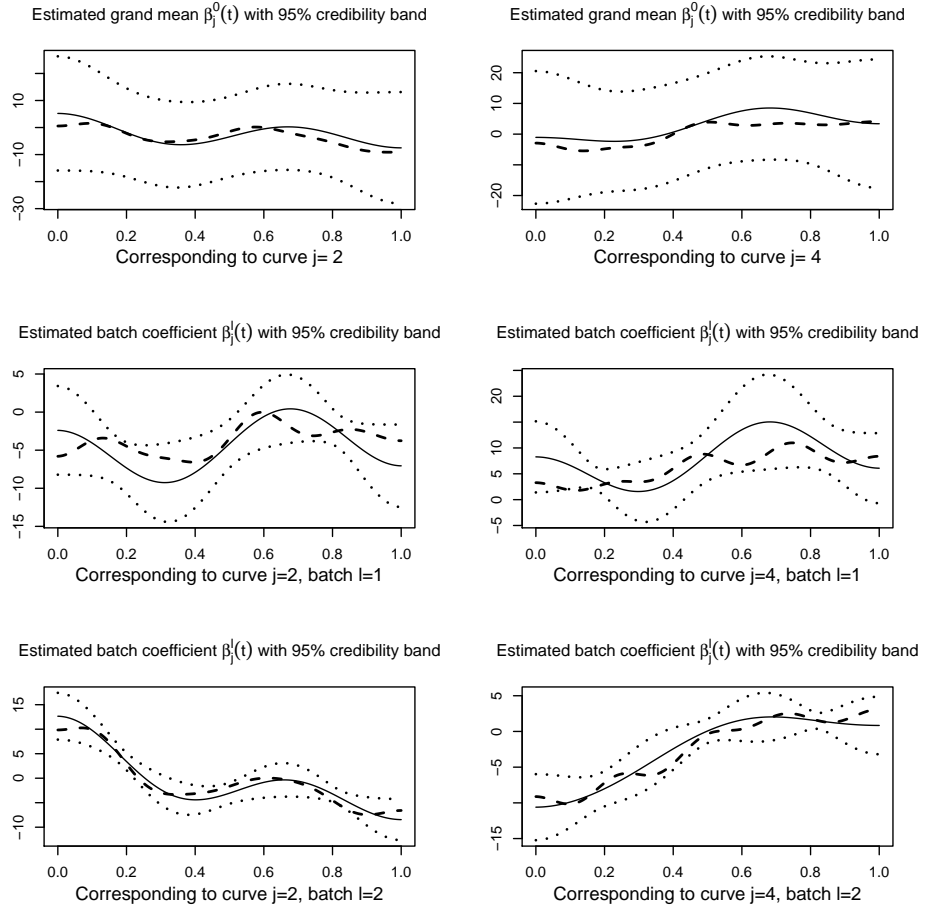 Estimated grand mean β_j^0(t) with 95% credibility band
10
−10
−30
0.0 0.2 0.4 0.6 0.8 1.0
Corresponding to curve j= 2
Estimated grand mean β_j^0(t) with 95% credibility band
20
10
0
−20
0.0 0.2 0.4 0.6 0.8 1.0
Corresponding to curve j= 4
Estimated batch coefficient β_j^l(t) with 95% credibility band
5
0
−5
−10
−15
0.0 0.2 0.4 0.6 0.8 1.0
Corresponding to curve j=2, batch l=1
Estimated batch coefficient β_j^l(t) with 95% credibility band
20
10
5
0
−5
0.0 0.2 0.4 0.6 0.8 1.0
Corresponding to curve j=4, batch l=1
Estimated batch coefficient β_j^l(t) with 95% credibility band
15
5
0
−10
0.0 0.2 0.4 0.6 0.8 1.0
Corresponding to curve j=2, batch l=2
Estimated batch coefficient β_j^l(t) with 95% credibility band
5
0
−5
−15
0.0 0.2 0.4 0.6 0.8 1.0
Corresponding to curve j=4, batch l=2